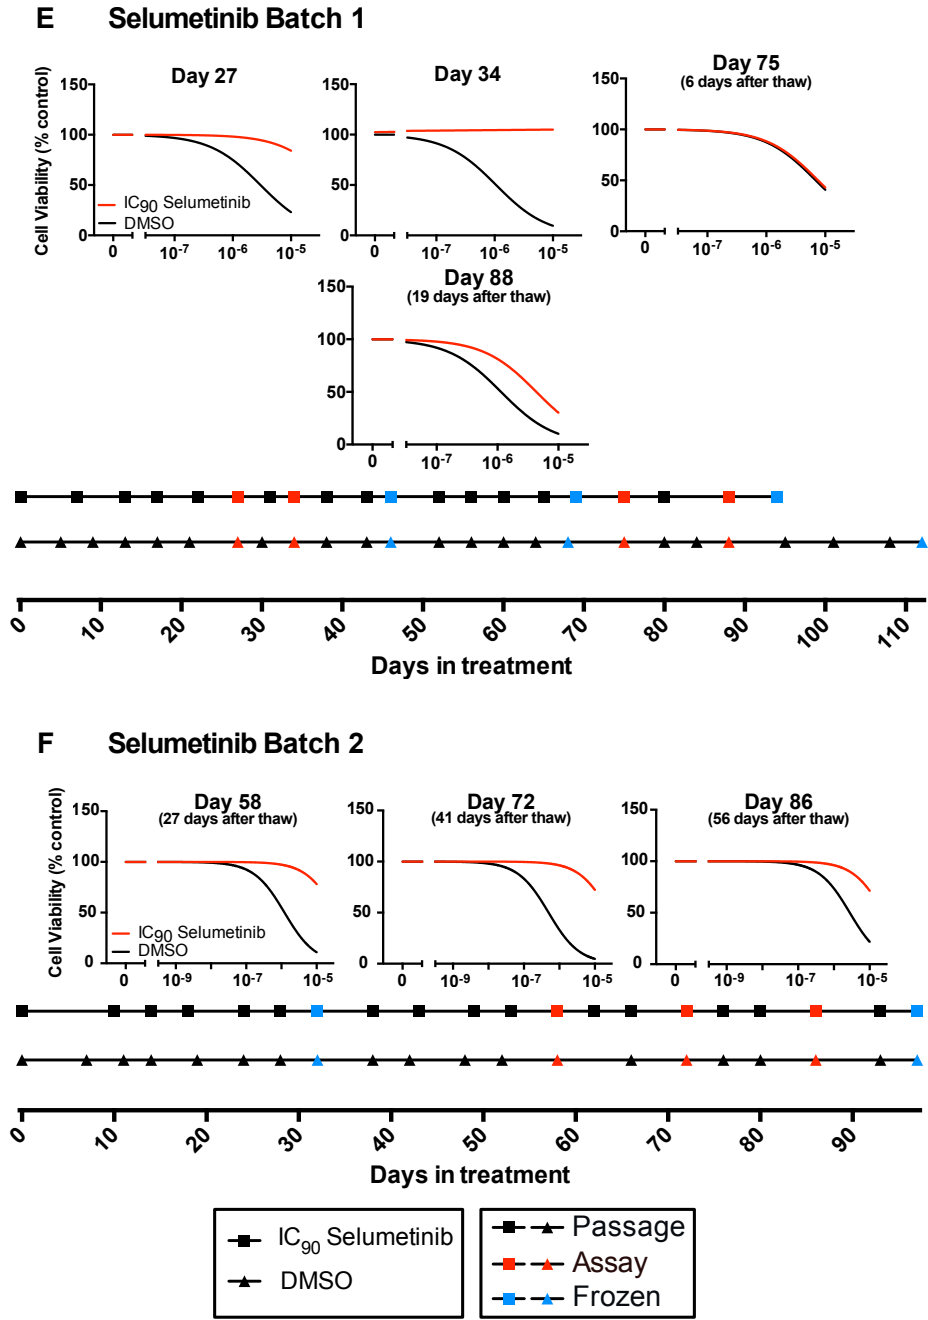 E Selumetinib Batch 1
Day 27
Day 34
Day 75
(6 days after thaw)
Cell Viability (% control)
150
100
50
0
IC90 Selumetinib
DMSO
0 10-7 10-6 10-5
150
100
50
0
0 10-7 10-6 10-5
150
100
50
0
0 10-7 10-6 10-5
Day 88
(19 days after thaw)
150
100
50
0
0 10-7 10-6 10-5
0 10 20 30 40 50 60 70 80 90 100 110
Days in treatment
F Selumetinib Batch 2
Day 58
(27 days after thaw)
Day 72
(41 days after thaw)
Day 86
(56 days after thaw)
Cell Viability (% control)
150
100
50
0
IC90 Selumetinib
DMSO
0 10-9 10-7 10-5
150
100
50
0
0 10-9 10-7 10-5
150
100
50
0
0 10-9 10-7 10-5
0 10 20 30 40 50 60 70 80 90
Days in treatment
IC90 Selumetinib
DMSO
Passage
Assay
Frozen